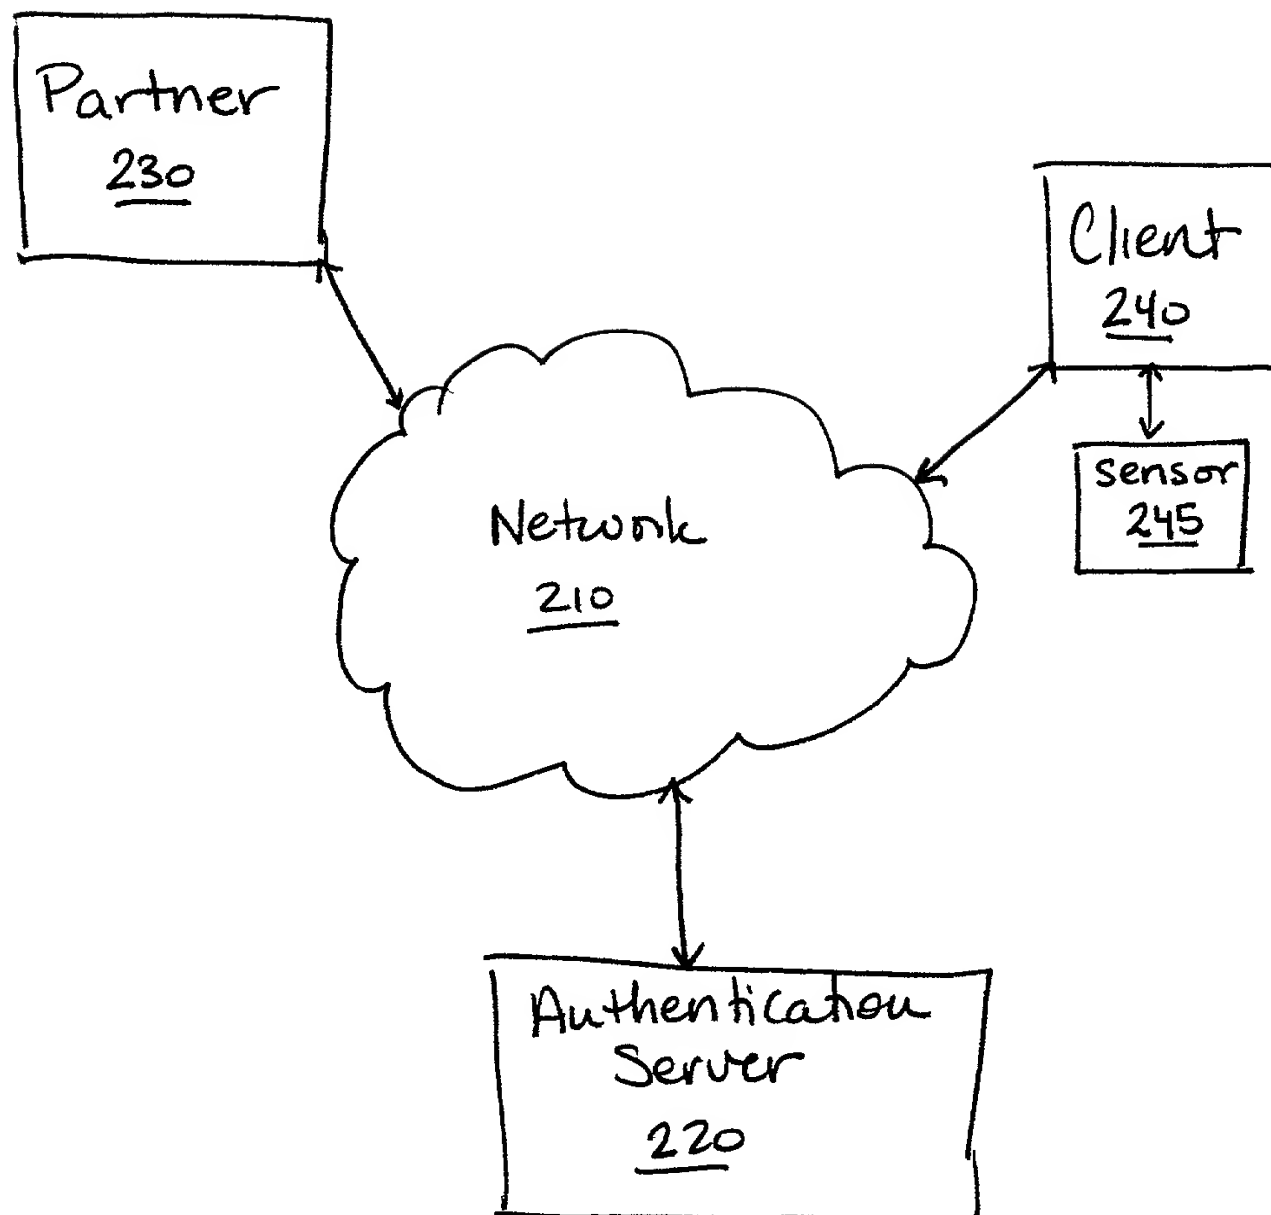 Partner
230
Client
240
Sensor
245
Network
210
Authentication
Server
220